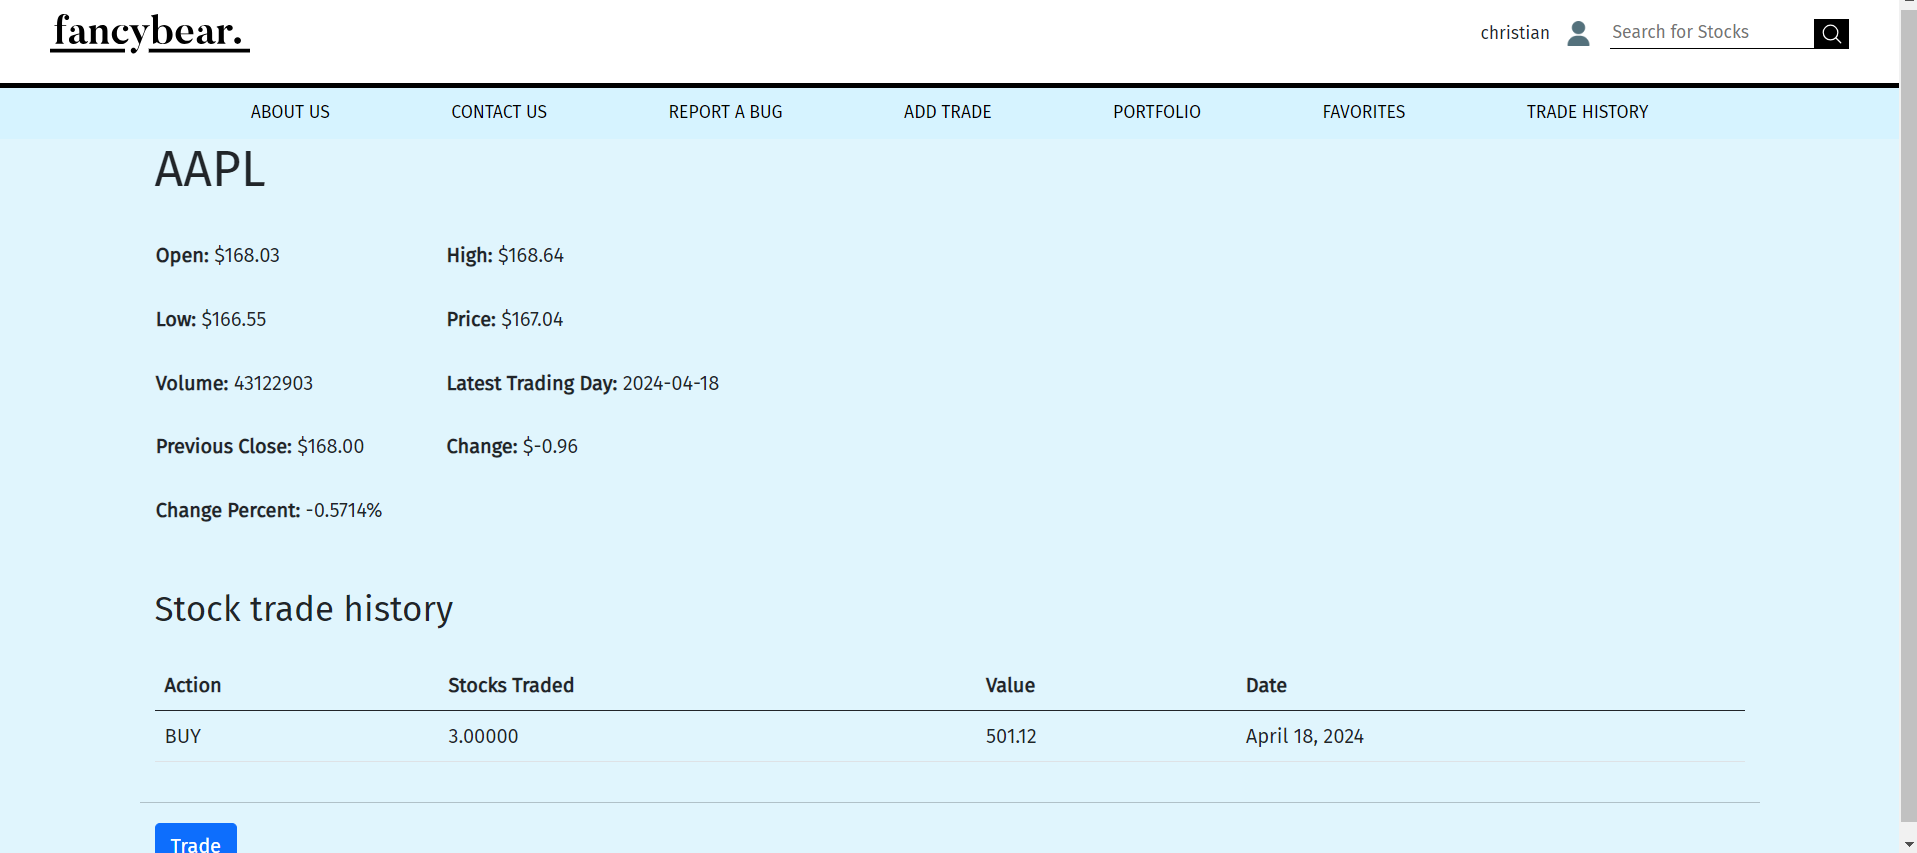 fancybear.
christian Search for Stocks
ABOUT US CONTACT US REPORT A BUG ADD TRADE PORTFOLIO FAVORITES TRADE HISTORY
AAPL
Open: $168.03 High: $168.64
Low: $166.55 Price: $167.04
Volume: 43122903 Latest Trading Day: 2024-04-18
Previous Close: $168.00 Change: $-0.96
Change Percent: -0.5714%
Stock trade history
Action Stocks Traded Value Date
BUY 3.00000 501.12 April 18, 2024
Trade